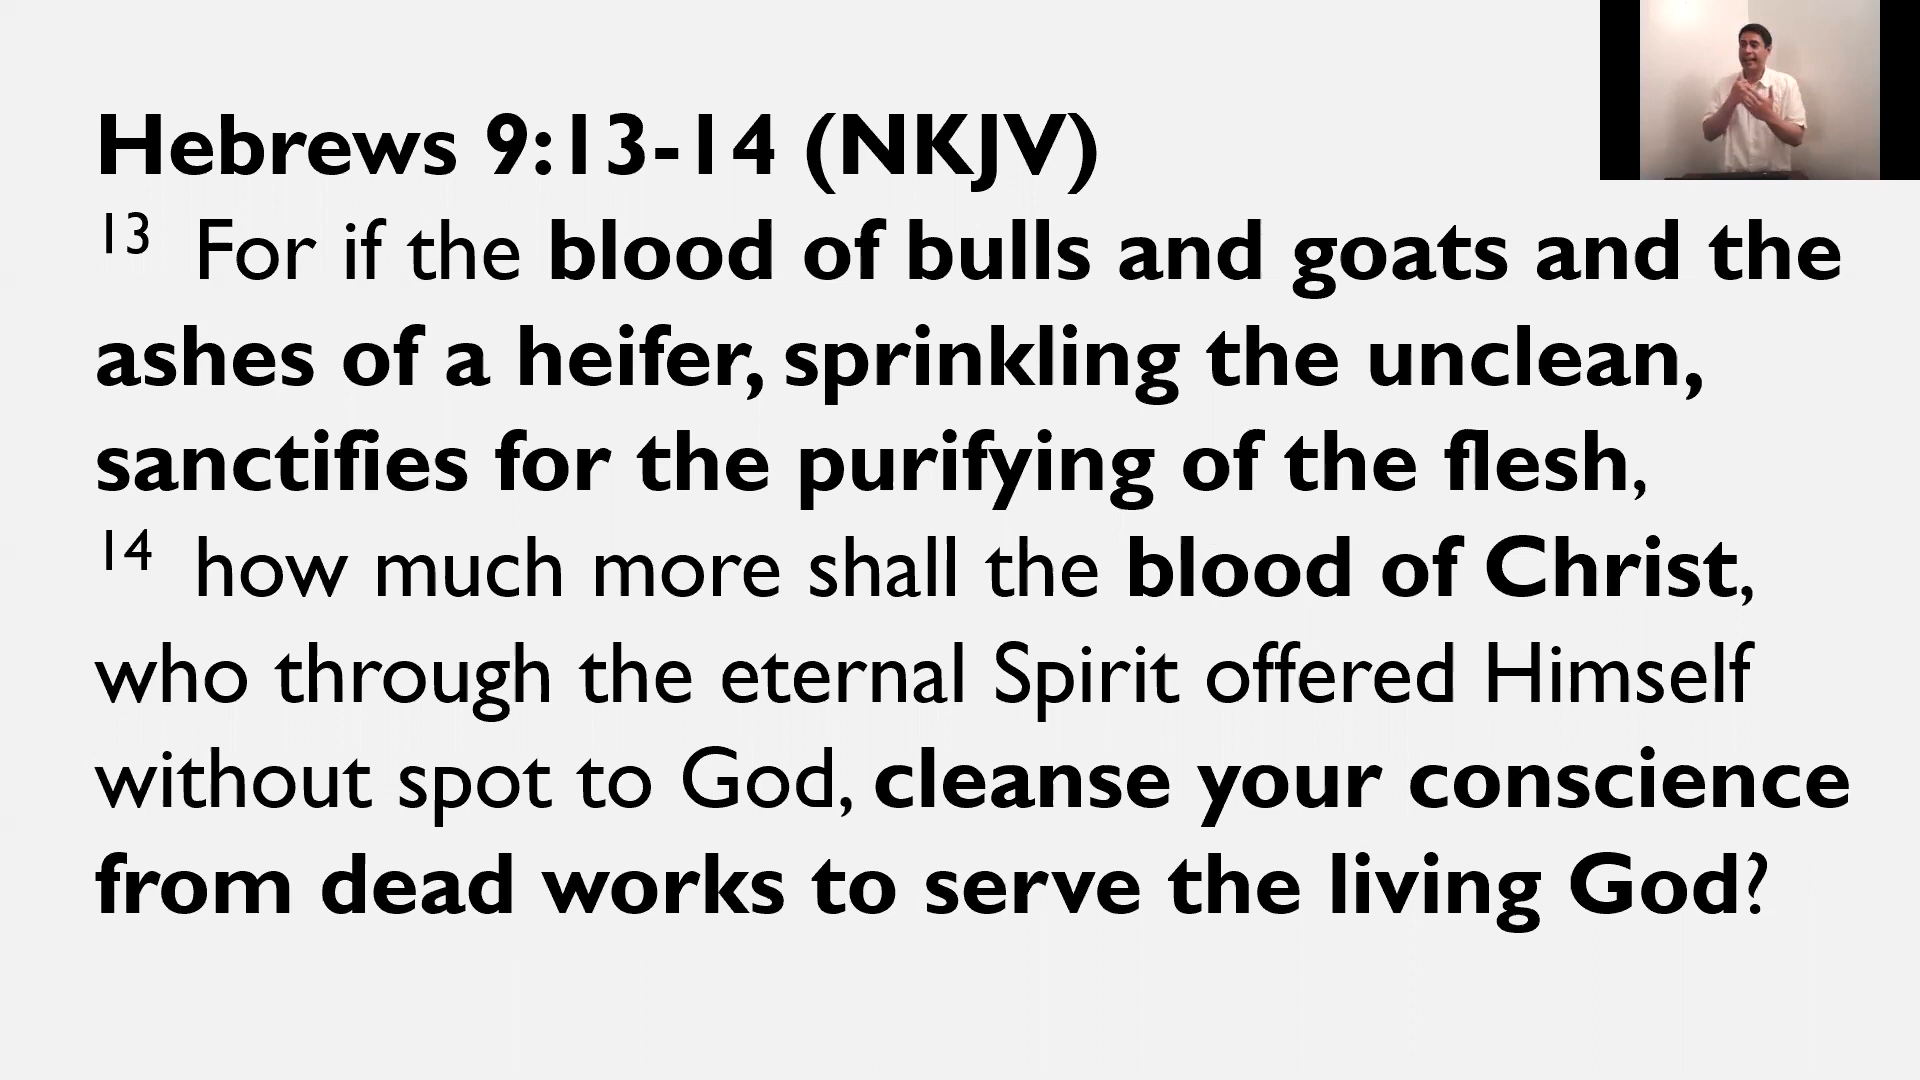 Hebrews 9:13-14 (NKJV)
13 For if the blood of bulls and goats and the
ashes of a heifer, sprinkling the unclean,
sanctifies for the purifying of the flesh,
14 how much more shall the blood of Christ,
who through the eternal Spirit offered Himself
without spot to God, cleanse your conscience
from dead works to serve the living God?